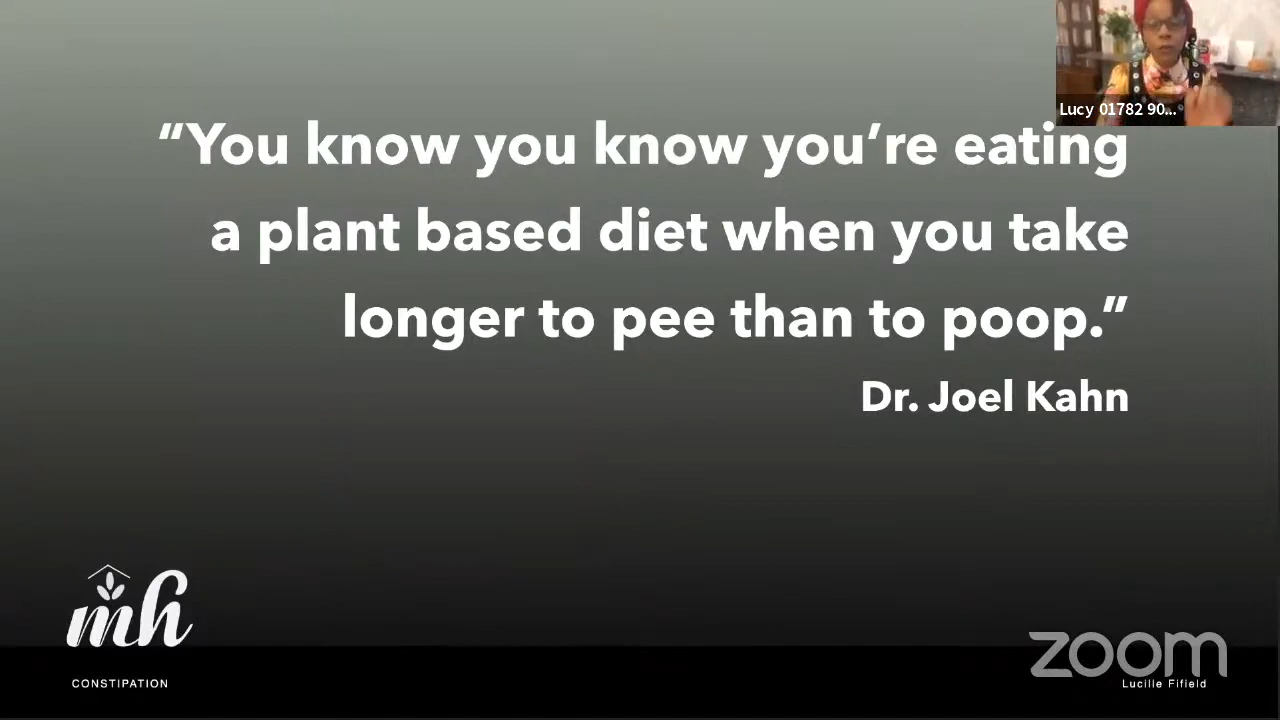 Lucy 01782 90...
“You know you know you’re eating
a plant based diet when you take
longer to pee than to poop.”
Dr. Joel Kahn
mh
CONSTIPATION
zoom
Lucille Fifield